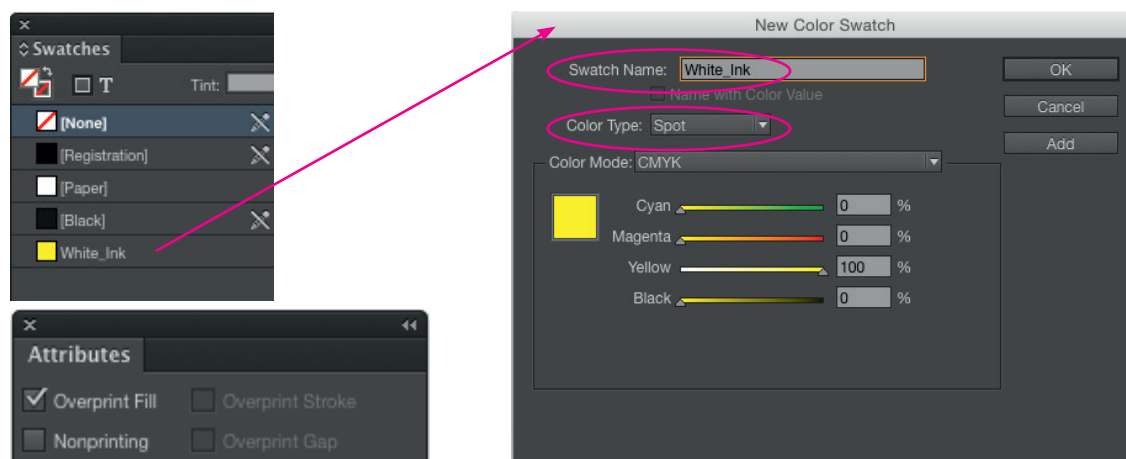 Swatches
Tint:
[None]
[Registration]
[Paper]
[Black]
White_Ink
Attributes
Overprint Fill
Overprint Stroke
Nonprinting
Overprint Gap
New Color Swatch
Swatch Name: White_Ink
OK
Name with Color Value
Cancel
Color Type: Spot
Add
Color Mode: CMYK
Cyan 0 %
Magenta 0 %
Yellow 100 %
Black 0 %